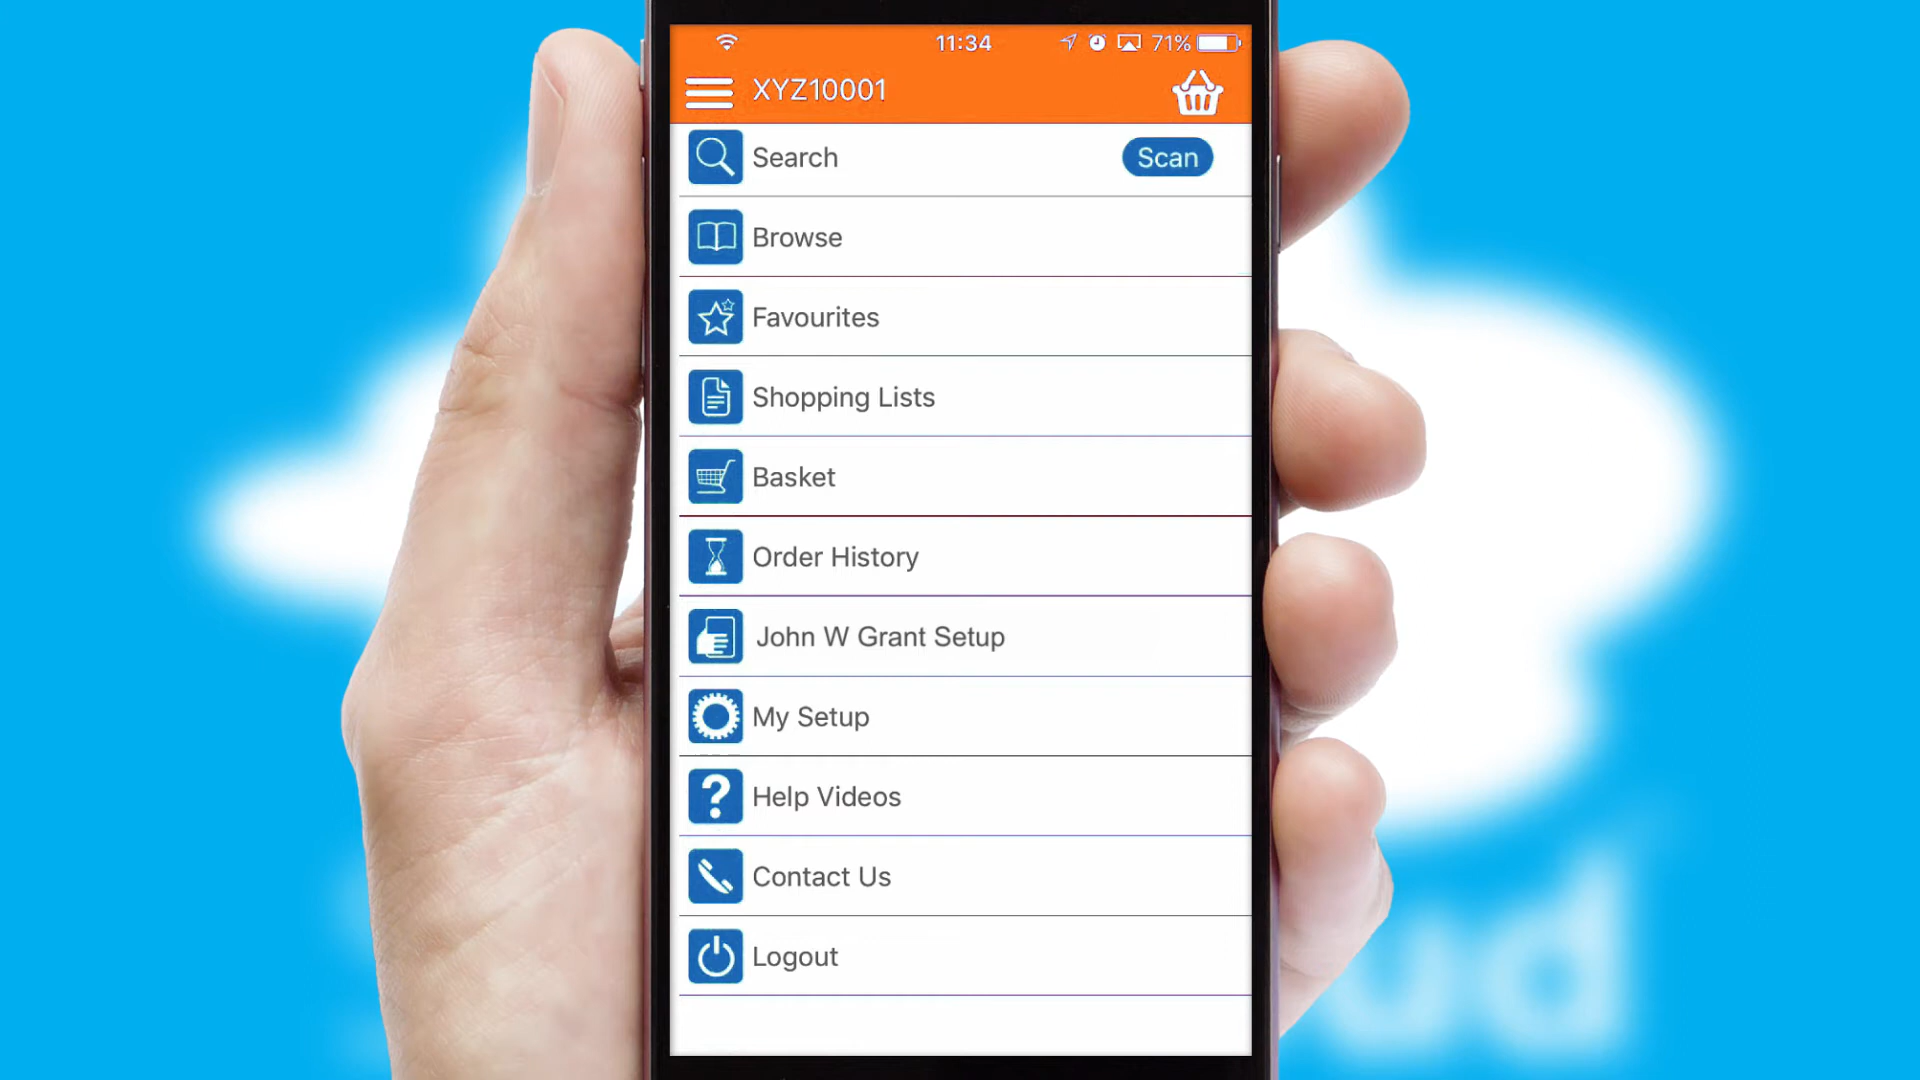 11:34
71%
XYZ10001
Search
Scan
Browse
Favourites
Shopping Lists
Basket
Order History
John W Grant Setup
My Setup
Help Videos
Contact Us
Logout